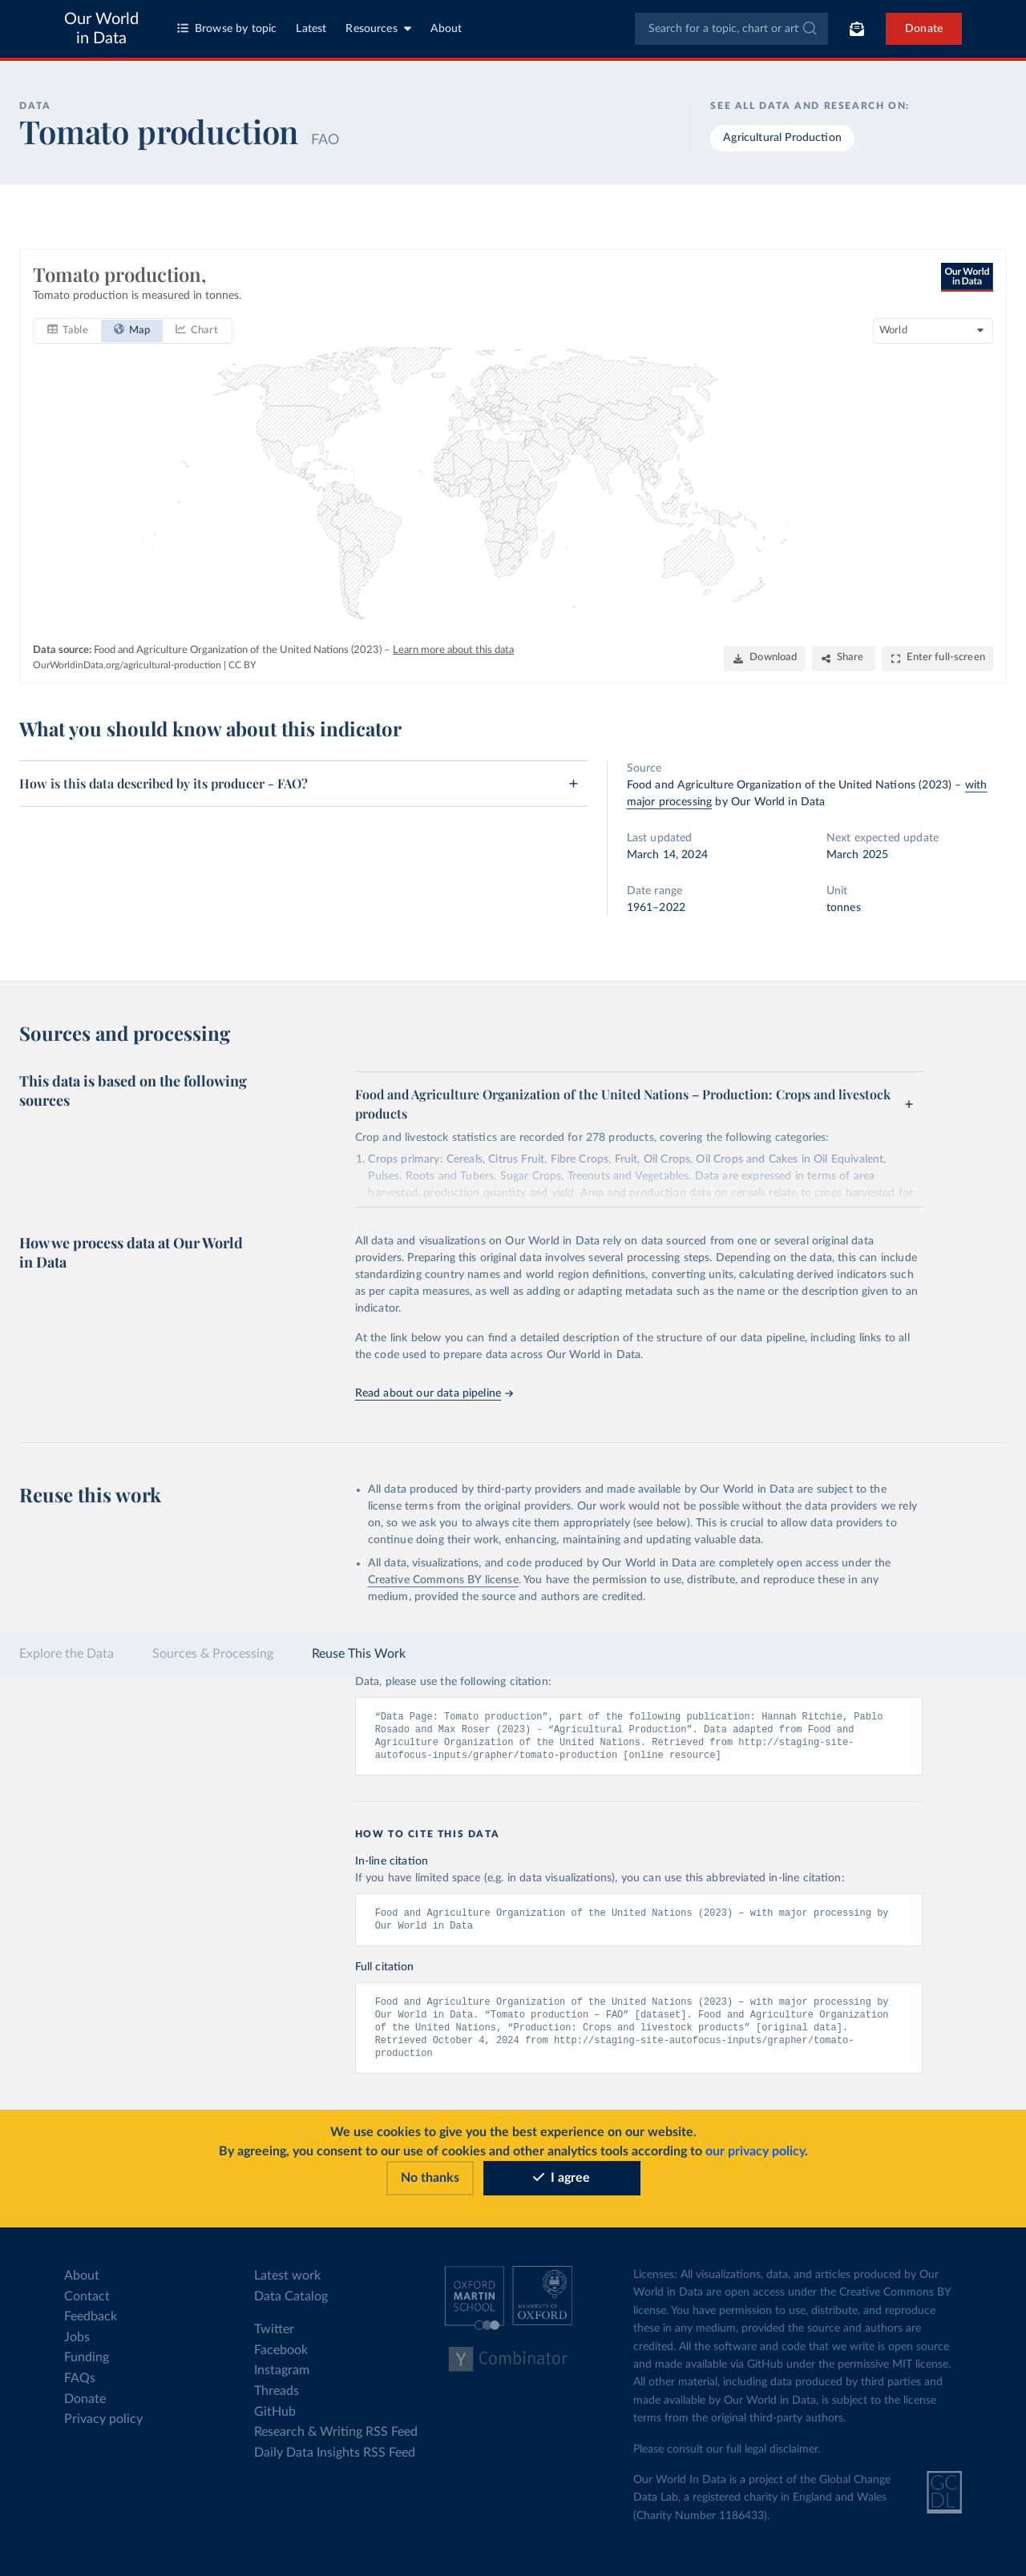 Our World
in Data
Browse by topic
Latest
Resources
About
Search for a topic, chart or art
Donate
DATA
Tomato production FAO
SEE ALL DATA AND RESEARCH ON:
Agricultural Production
Tomato production,
Tomato production is measured in tonnes.
Our World
in Data
Table
Map
Chart
World
Data source: Food and Agriculture Organization of the United Nations (2023) – Learn more about this data
OurWorldinData.org/agricultural-production | CC BY
Download
Share
Enter full-screen
What you should know about this indicator
How is this data described by its producer - FAO?
Source
Food and Agriculture Organization of the United Nations (2023) – with
major processing by Our World in Data
Last updated
March 14, 2024
Next expected update
March 2025
Date range
1961–2022
Unit
tonnes
Sources and processing
This data is based on the following
sources
Food and Agriculture Organization of the United Nations – Production: Crops and livestock
products
Crop and livestock statistics are recorded for 278 products, covering the following categories:
1. Crops primary: Cereals, Citrus Fruit, Fibre Crops, Fruit, Oil Crops, Oil Crops and Cakes in Oil Equivalent,
Pulses, Roots and Tubers, Sugar Crops, Treenuts and Vegetables. Data are expressed in terms of area
harvested, production quantity and yield. Area and production data on cereals relate to crops harvested for
How we process data at Our World
in Data
All data and visualizations on Our World in Data rely on data sourced from one or several original data
providers. Preparing this original data involves several processing steps. Depending on the data, this can include
standardizing country names and world region definitions, converting units, calculating derived indicators such
as per capita measures, as well as adding or adapting metadata such as the name or the description given to an
indicator.
At the link below you can find a detailed description of the structure of our data pipeline, including links to all
the code used to prepare data across Our World in Data.
Read about our data pipeline
Reuse this work
All data produced by third-party providers and made available by Our World in Data are subject to the
license terms from the original providers. Our work would not be possible without the data providers we rely
on, so we ask you to always cite them appropriately (see below). This is crucial to allow data providers to
continue doing their work, enhancing, maintaining and updating valuable data.
All data, visualizations, and code produced by Our World in Data are completely open access under the
Creative Commons BY license. You have the permission to use, distribute, and reproduce these in any
medium, provided the source and authors are credited.
Explore the Data
Sources & Processing
Reuse This Work
Data, please use the following citation:
“Data Page: Tomato production”, part of the following publication: Hannah Ritchie, Pablo
Rosado and Max Roser (2023) - “Agricultural Production”. Data adapted from Food and
Agriculture Organization of the United Nations. Retrieved from http://staging-site-
autofocus-inputs/grapher/tomato-production [online resource]
HOW TO CITE THIS DATA
In-line citation
If you have limited space (e.g. in data visualizations), you can use this abbreviated in-line citation:
Food and Agriculture Organization of the United Nations (2023) – with major processing by
Our World in Data
Full citation
Food and Agriculture Organization of the United Nations (2023) – with major processing by
Our World in Data. “Tomato production – FAO” [dataset]. Food and Agriculture Organization
of the United Nations, “Production: Crops and livestock products” [original data].
Retrieved October 4, 2024 from http://staging-site-autofocus-inputs/grapher/tomato-
production
We use cookies to give you the best experience on our website.
By agreeing, you consent to our use of cookies and other analytics tools according to our privacy policy.
No thanks
I agree
About
Contact
Feedback
Jobs
Funding
FAQs
Donate
Privacy policy
Latest work
Data Catalog
Twitter
Facebook
Instagram
Threads
GitHub
Research & Writing RSS Feed
Daily Data Insights RSS Feed
OXFORD
MARTIN
SCHOOL
UNIVERSITY OF
OXFORD
Y Combinator
Licenses: All visualizations, data, and articles produced by Our
World in Data are open access under the Creative Commons BY
license. You have permission to use, distribute, and reproduce
these in any medium, provided the source and authors are
credited. All the software and code that we write is open source
and made available via GitHub under the permissive MIT license.
All other material, including data produced by third parties and
made available by Our World in Data, is subject to the license
terms from the original third-party authors.
Please consult our full legal disclaimer.
Our World In Data is a project of the Global Change
Data Lab, a registered charity in England and Wales
(Charity Number 1186433).
GC
DL